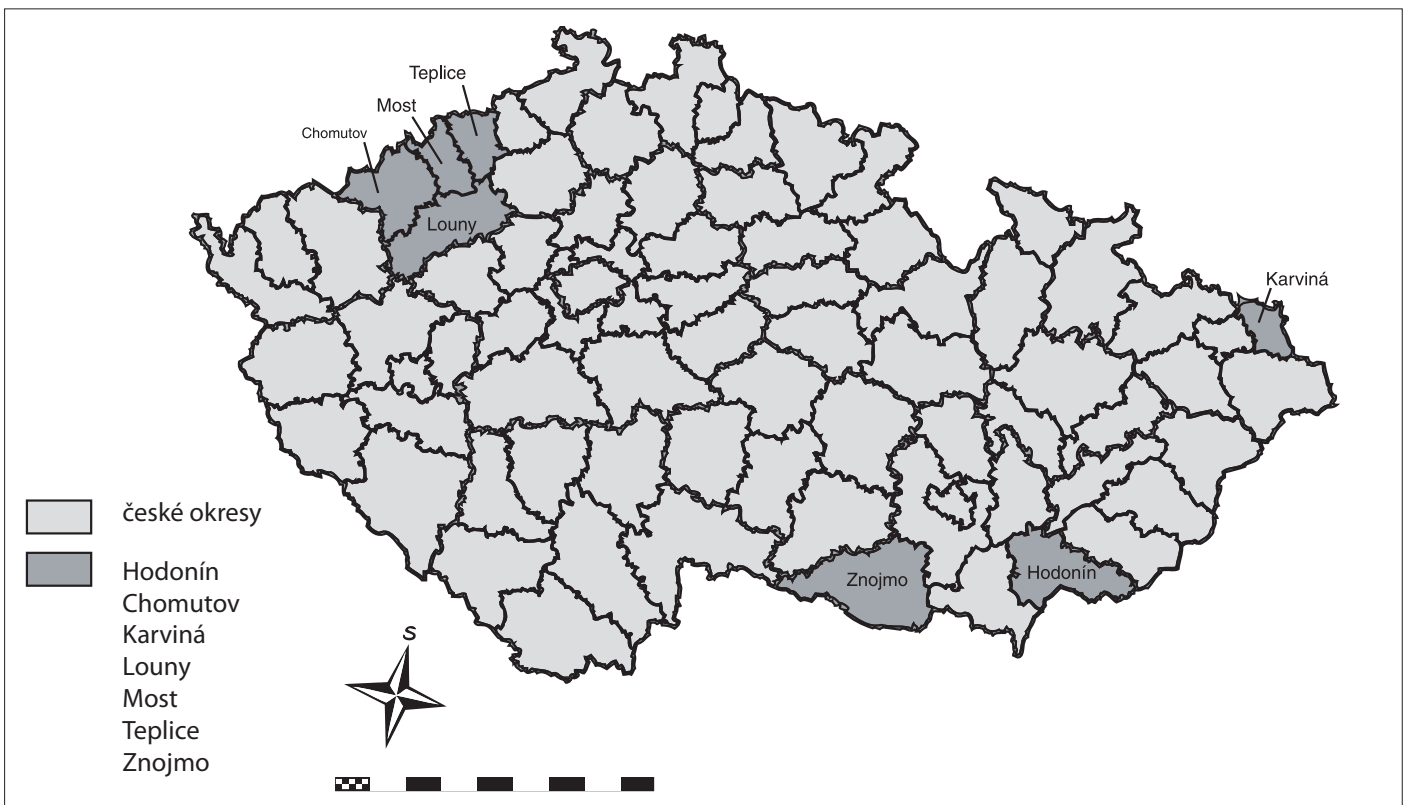 Teplice
Most
Chomutov
Louny
Karviná
české okresy
Hodonín
Chomutov
Karviná
Louny
Most
Teplice
Znojmo
Znojmo
Hodonín
S